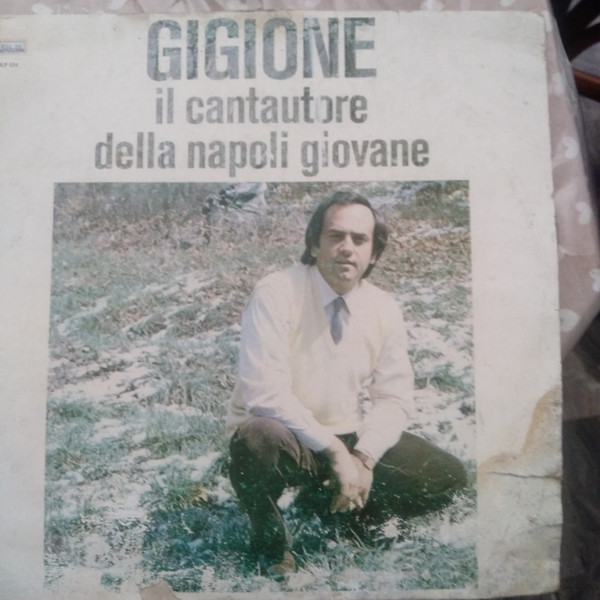 GIGIONE
il cantautore
della napoli giovane